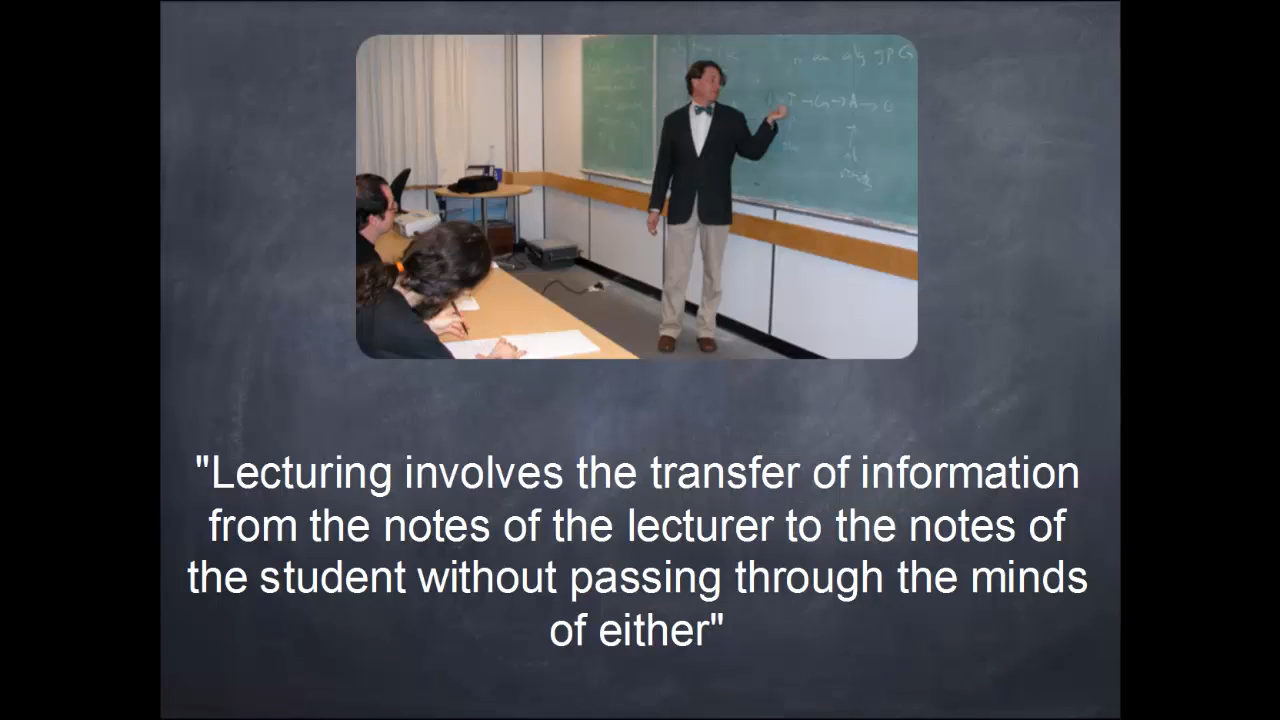 "Lecturing involves the transfer of information
from the notes of the lecturer to the notes of
the student without passing through the minds
of either"